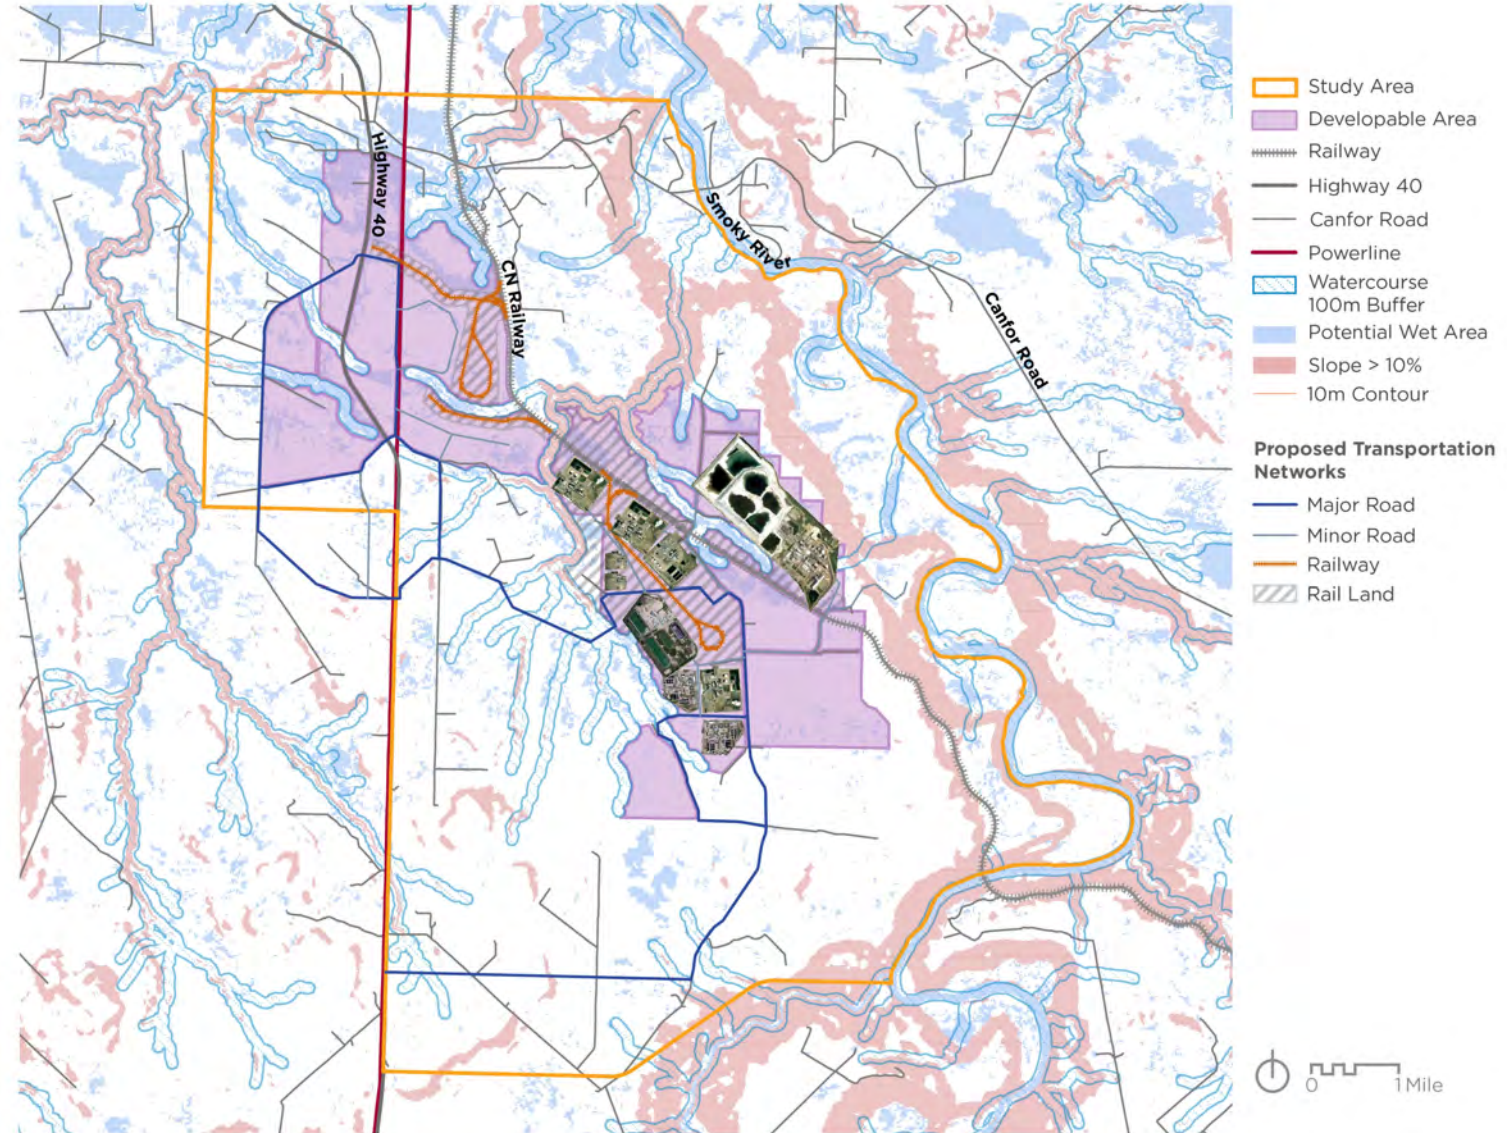 Highway 40
CN Railway
Smoky River
Canfor Road
Study Area
Developable Area
Railway
Highway 40
Canfor Road
Powerline
Watercourse
100m Buffer
Potential Wet Area
Slope > 10%
10m Contour
Proposed Transportation
Networks
Major Road
Minor Road
Railway
Rail Land
0 1 Mile